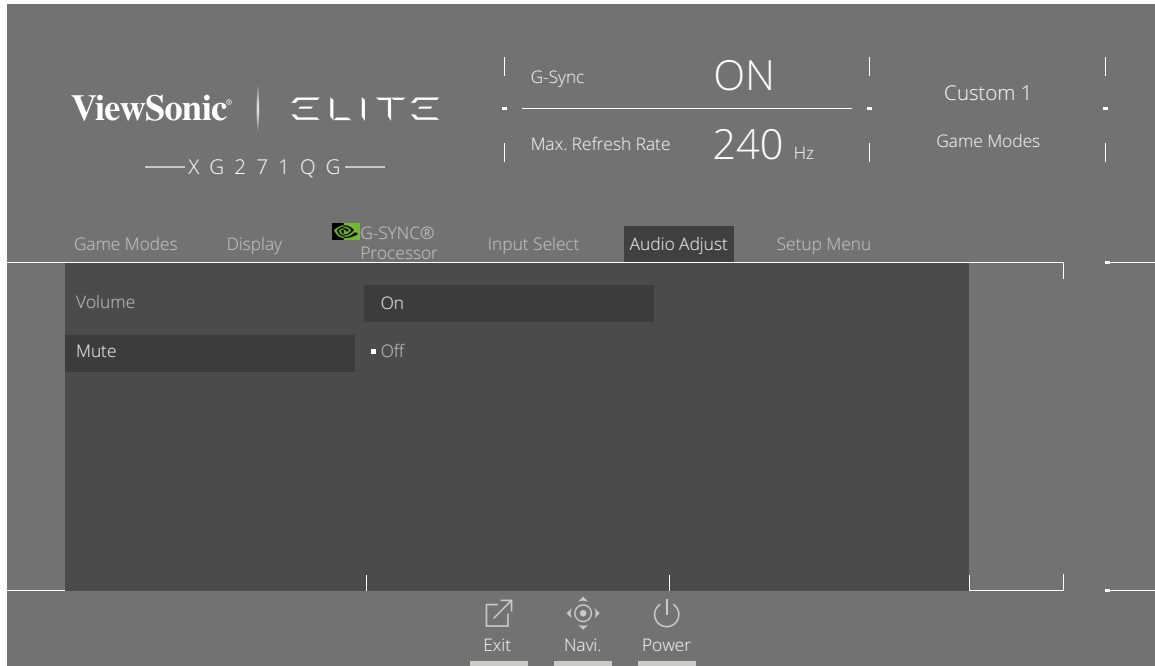 G-Sync ON
ViewSonic® ELITE
Custom 1
Max. Refresh Rate 240 Hz
Game Modes
XG271QG
Game Modes Display G-SYNC® Processor Input Select Audio Adjust Setup Menu
Volume On
Mute Off
Exit Navi. Power